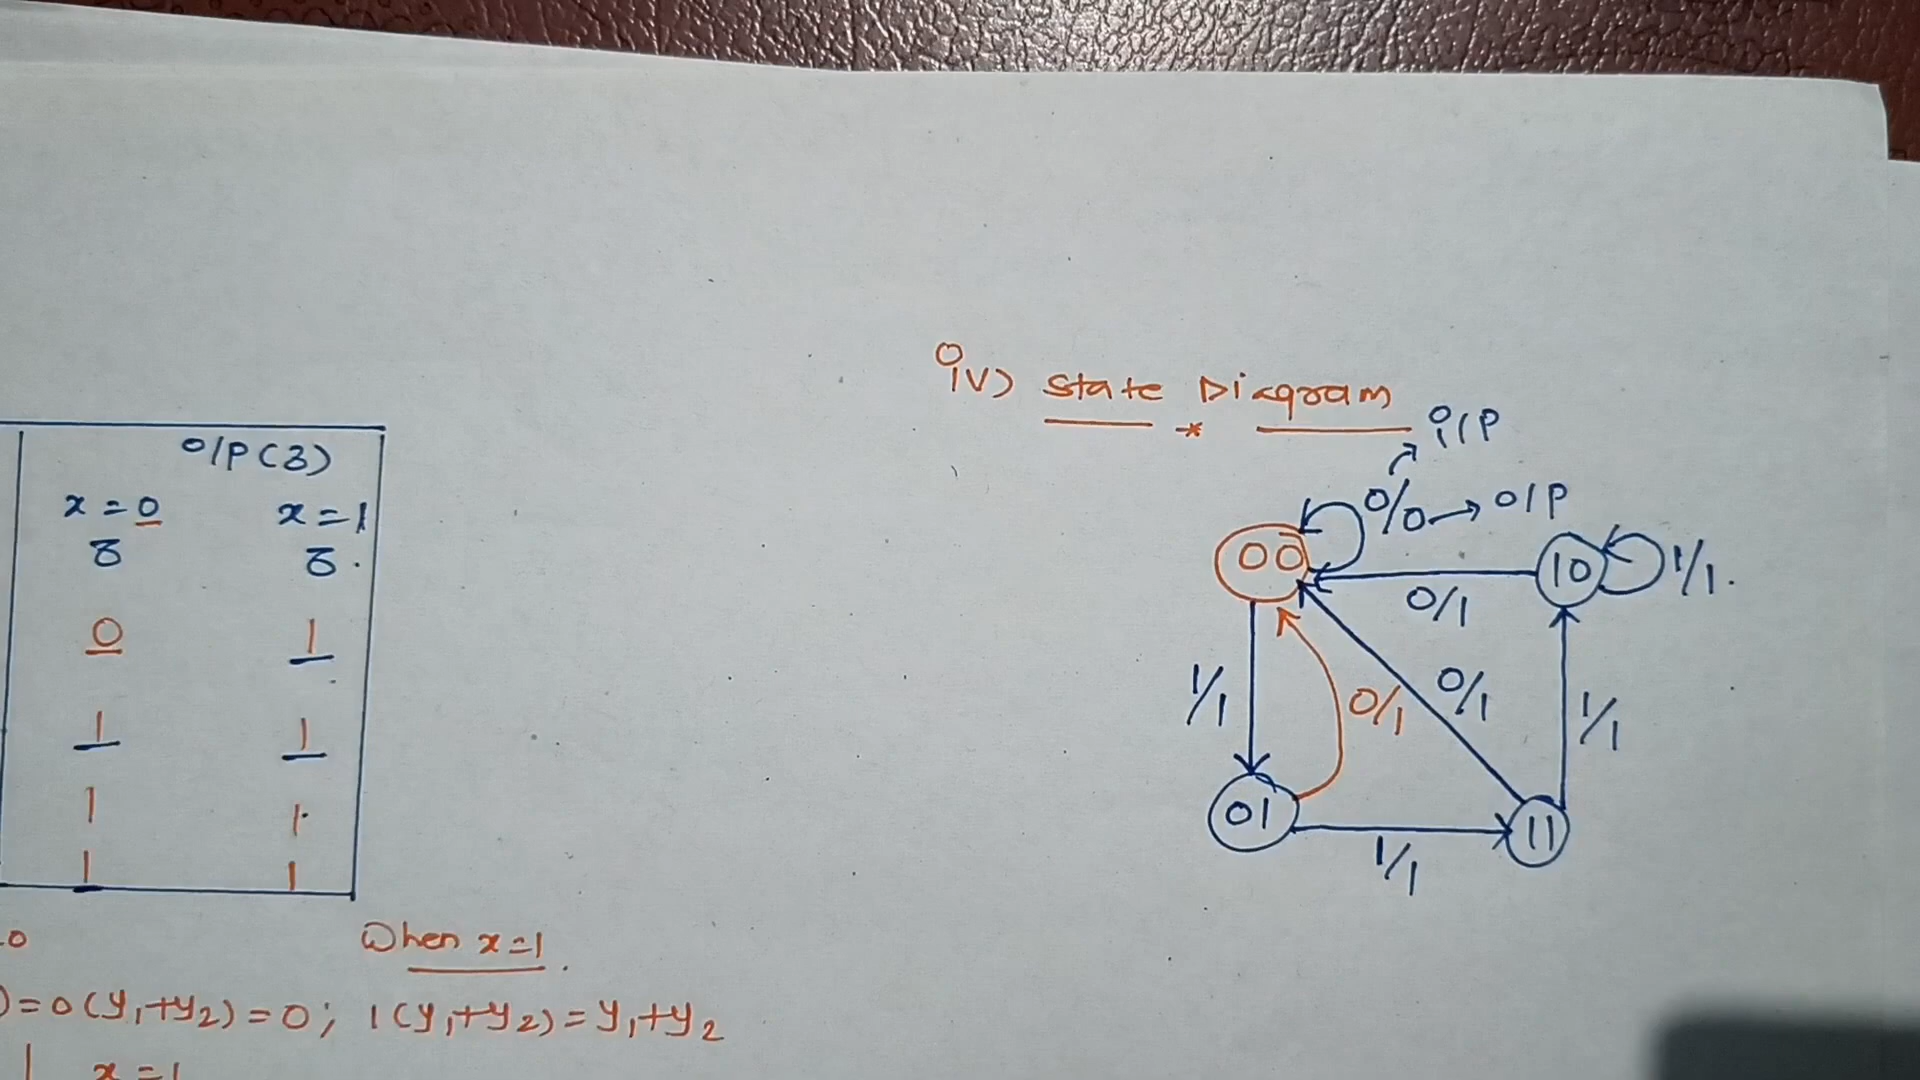 iv) State Diagram
i/P
0/0 → O/P
00
10
1/1.
0/1
1/1
0/1
0/1
1/1
01
11
1/1
O/P(z)
x=0 x=1
z z.
0 1
1 1
1 1
1 1
When x=1.
)=0(y1+y2)=0; 1(y1+y2)=y1+y2
x=1